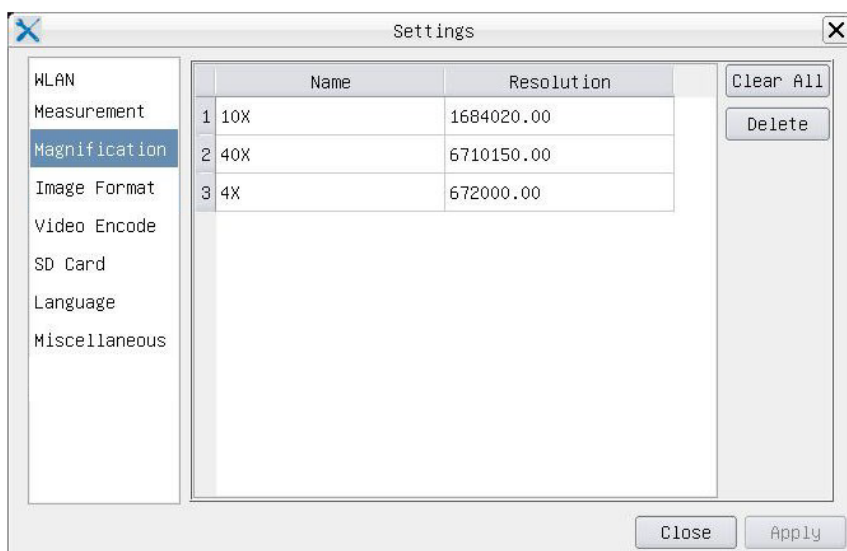 Settings
WLAN
Measurement
Magnification
Image Format
Video Encode
SD Card
Language
Miscellaneous
Name Resolution
1 10X 1684020.00
2 40X 6710150.00
3 4X 672000.00
Clear All
Delete
Close Apply